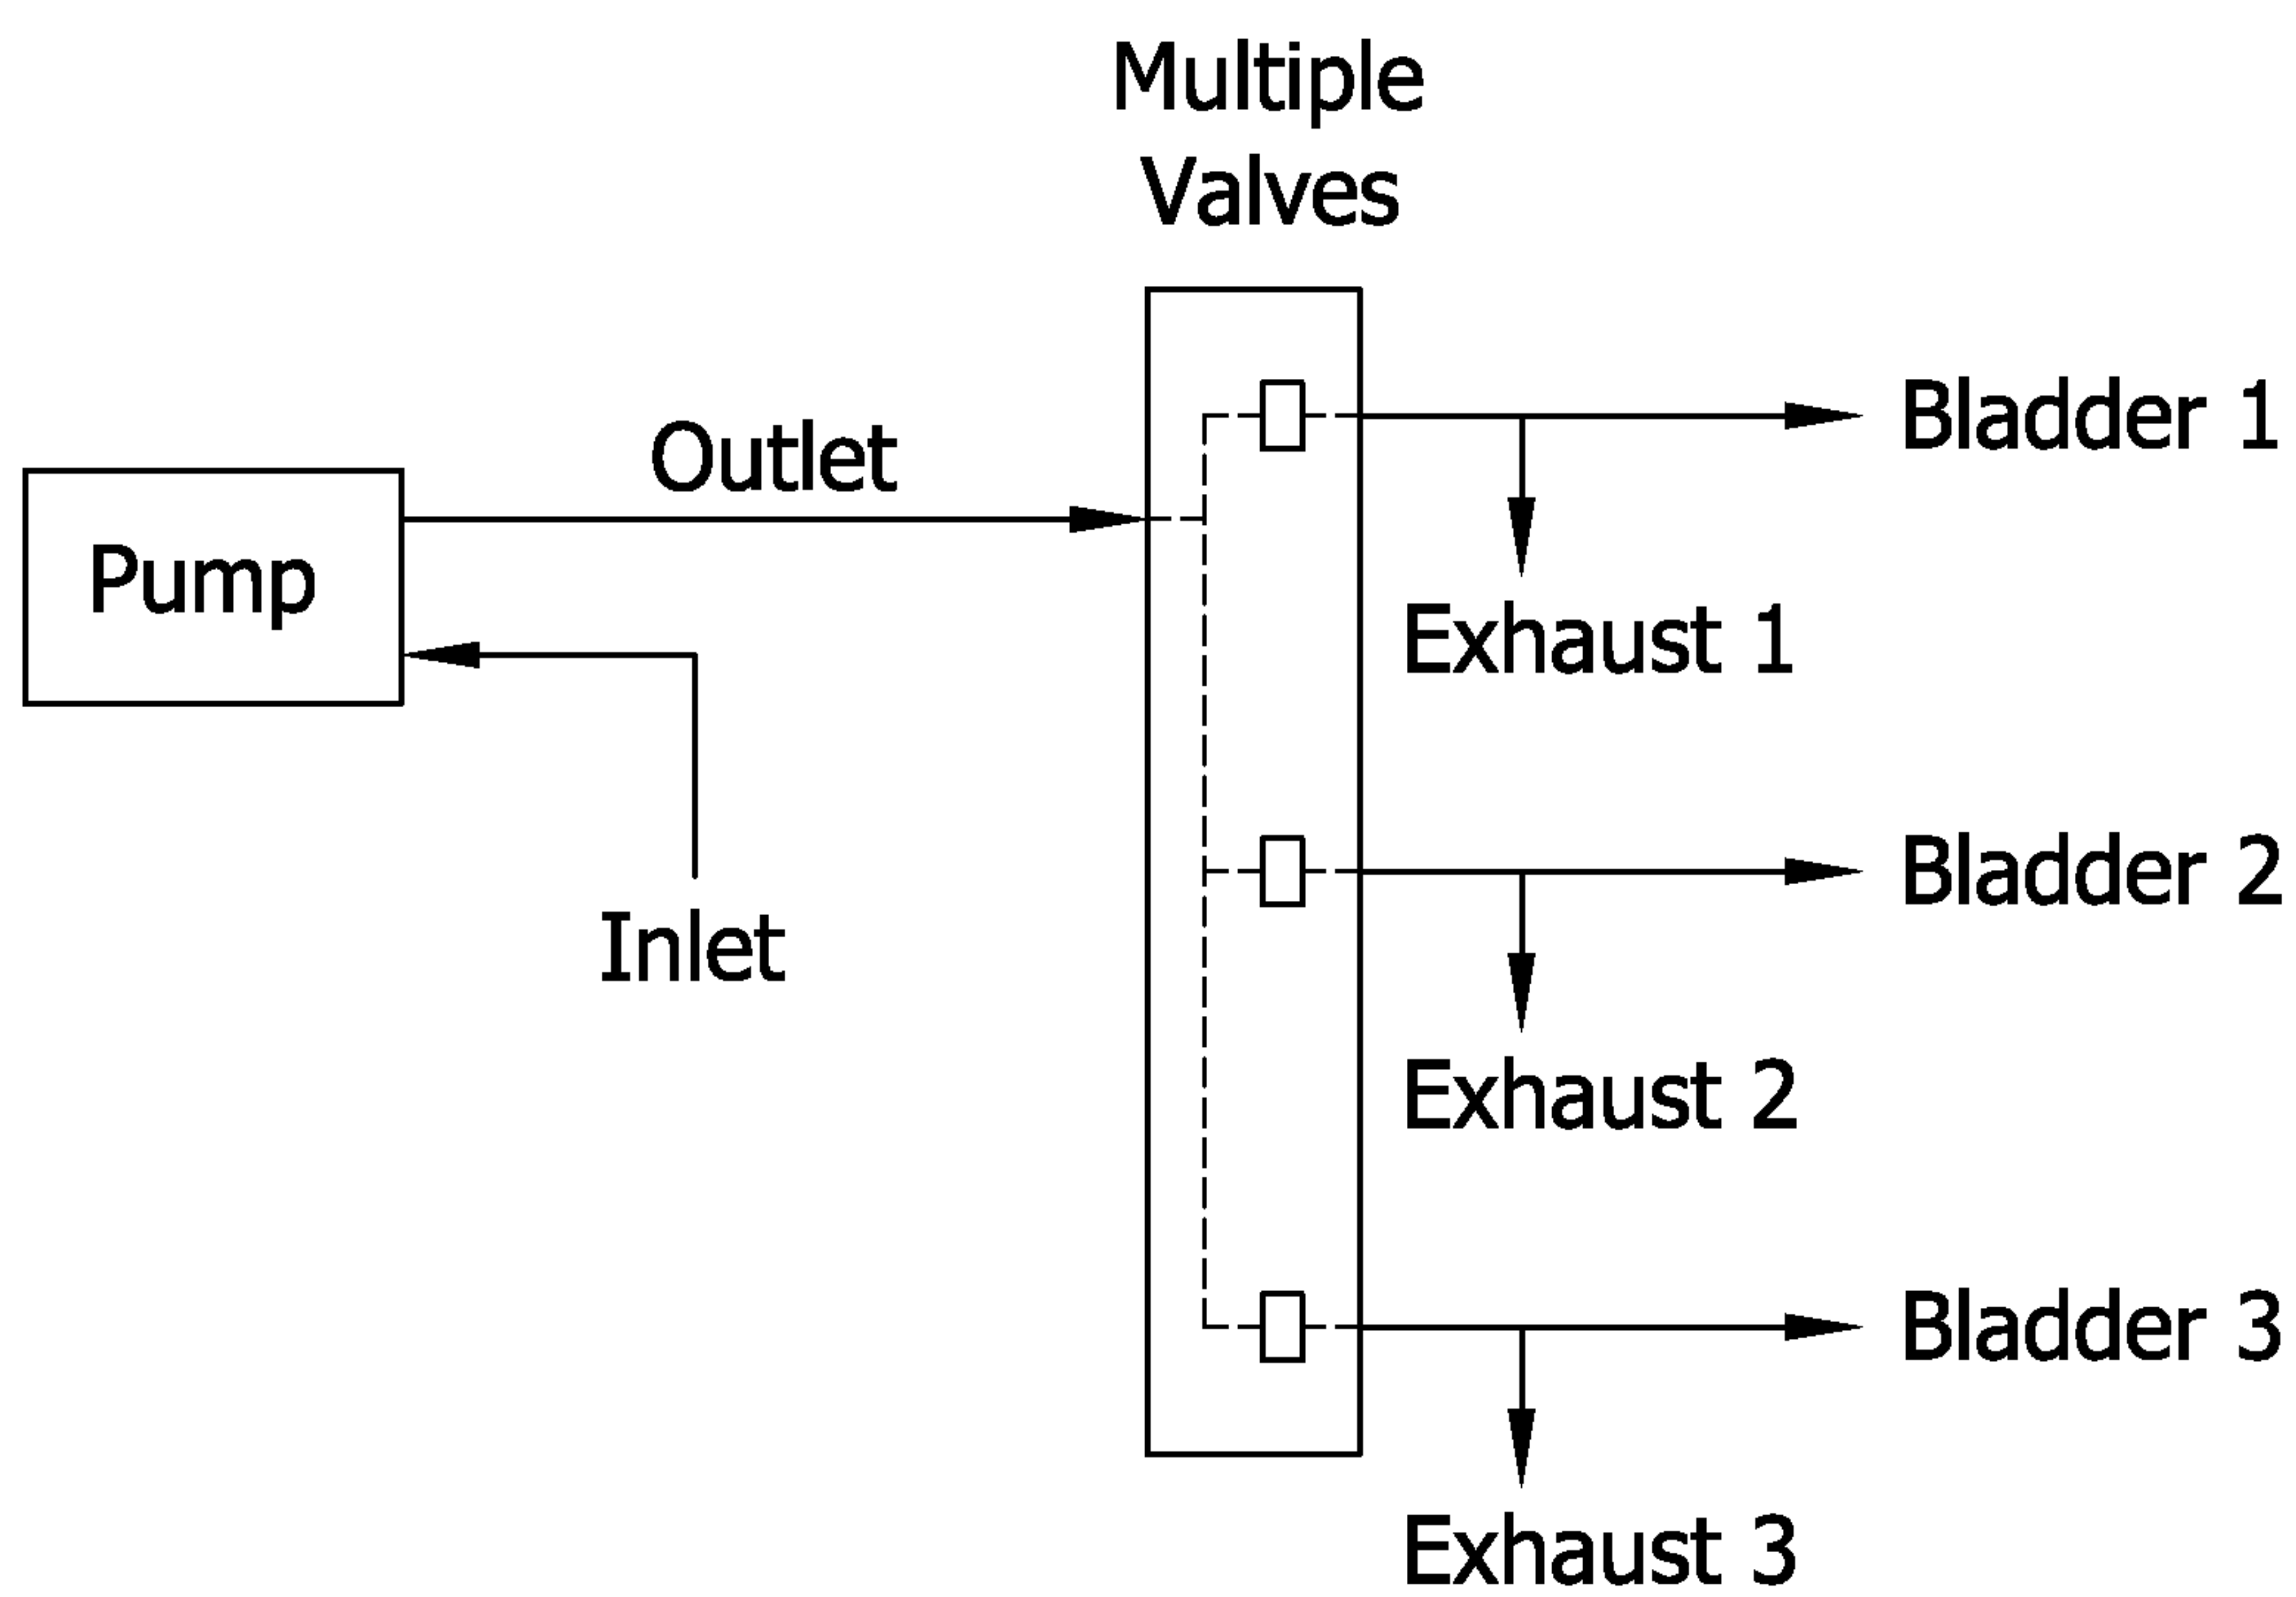 Multiple
Valves
Outlet
Pump
Inlet
Bladder 1
Exhaust 1
Bladder 2
Exhaust 2
Bladder 3
Exhaust 3